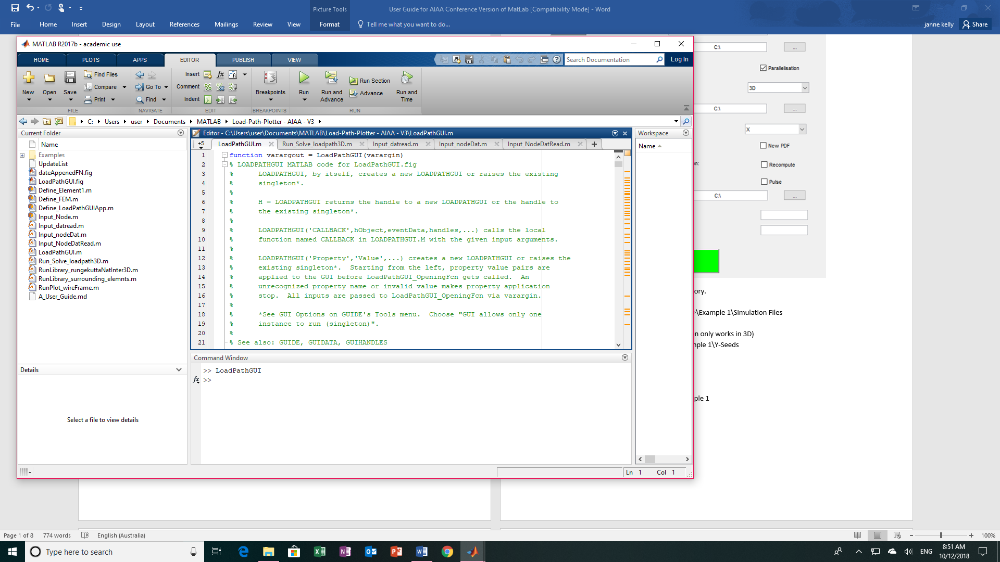 Picture Tools
User Guide for AIAA Conference Version of MatLab [Compatibility Mode] - Word
File Home Insert Design Layout References Mailings Review View Format Tell me what you want to do... janne kelly Share
MATLAB R2017b - academic use
HOME PLOTS APPS EDITOR PUBLISH VIEW Search Documentation Log In
New Open Save Find Files Compare Print
FILE
Go To Find
NAVIGATE
Insert fx
Comment
Indent
EDIT
Breakpoints
BREAKPOINTS
Run Run and Advance Run Section Advance Run and Time
RUN
C: Users user Documents MATLAB Load-Path-Plotter - AIAA - V3
Current Folder
Name
Examples
UpdateList
dateAppenedFN.fig
LoadPathGUI.fig
Define_Element1.m
Define_FEM.m
Define_LoadPathGUIApp.m
Input_Node.m
Input_datread.m
Input_nodeDat.m
Input_NodeDatRead.m
LoadPathGUI.m
Run_Solve_loadpath3D.m
RunLibrary_rungekuttaNatInter3D.m
RunLibrary_surrounding_elemnts.m
RunPlot_wireFrame.m
A_User_Guide.md
Details
Select a file to view details
Editor - C:\Users\user\Documents\MATLAB\Load-Path-Plotter - AIAA - V3\LoadPathGUI.m
+5 LoadPathGUI.m Run_Solve_loadpath3D.m Input_datread.m Input_nodeDat.m Input_NodeDatRead.m +
1 function varargout = LoadPathGUI(varargin)
2 % LOADPATHGUI MATLAB code for LoadPathGUI.fig
3 % LOADPATHGUI, by itself, creates a new LOADPATHGUI or raises the existing
4 % singleton*.
5 %
6 % H = LOADPATHGUI returns the handle to a new LOADPATHGUI or the handle to
7 % the existing singleton*.
8 %
9 % LOADPATHGUI('CALLBACK',hObject,eventData,handles,...) calls the local
10 % function named CALLBACK in LOADPATHGUI.M with the given input arguments.
11 %
12 % LOADPATHGUI('Property','Value',...) creates a new LOADPATHGUI or raises the
13 % existing singleton*. Starting from the left, property value pairs are
14 % applied to the GUI before LoadPathGUI_OpeningFcn gets called. An
15 % unrecognized property name or invalid value makes property application
16 % stop. All inputs are passed to LoadPathGUI_OpeningFcn via varargin.
17 %
18 % *See GUI Options on GUIDE's Tools menu. Choose "GUI allows only one
19 % instance to run (singleton)".
20 %
21 % See also: GUIDE, GUIDATA, GUIHANDLES
Command Window
>> LoadPathGUI
fx >>
Workspace
Name
Ln 1 Col 1
C:\ ...
Parallelisation
3D
C:\ ...
X
New PDF
on: Recompute
Pulse
C:\ ...
ory.
>\Example 1\Simulation Files
on only works in 3D)
nple 1\Y-Seeds
ple 1
Page 1 of 8 774 words English (Australia) 100%
Type here to search
ENG
8:51 AM
10/12/2018